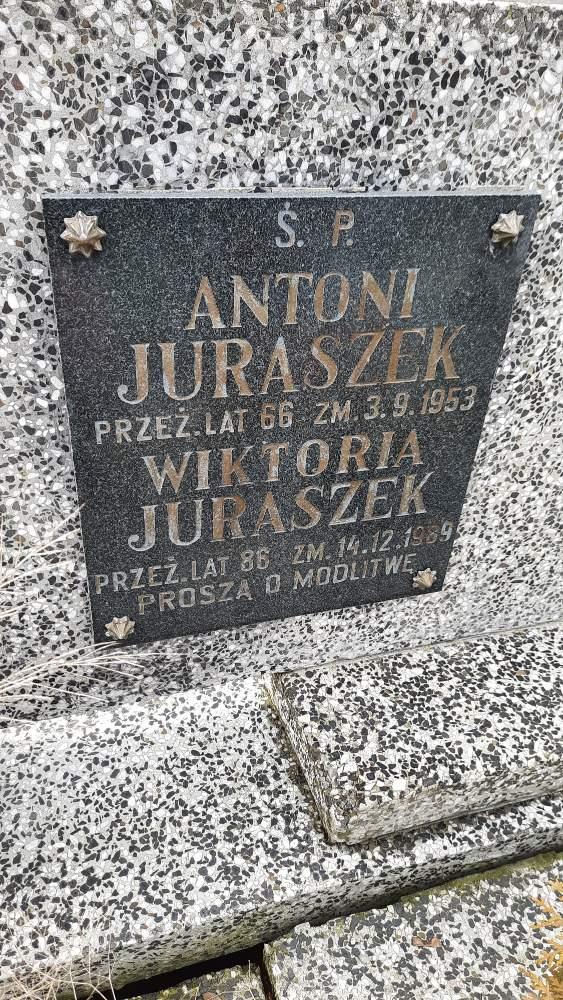 Ś. P.
ANTONI
JURASZEK
PRZEŻ. LAT 66 ZM. 3.9.1953
WIKTORIA
JURASZEK
PRZEŻ. LAT 86 ZM. 14.12.1989
PROSZĄ O MODLITWE